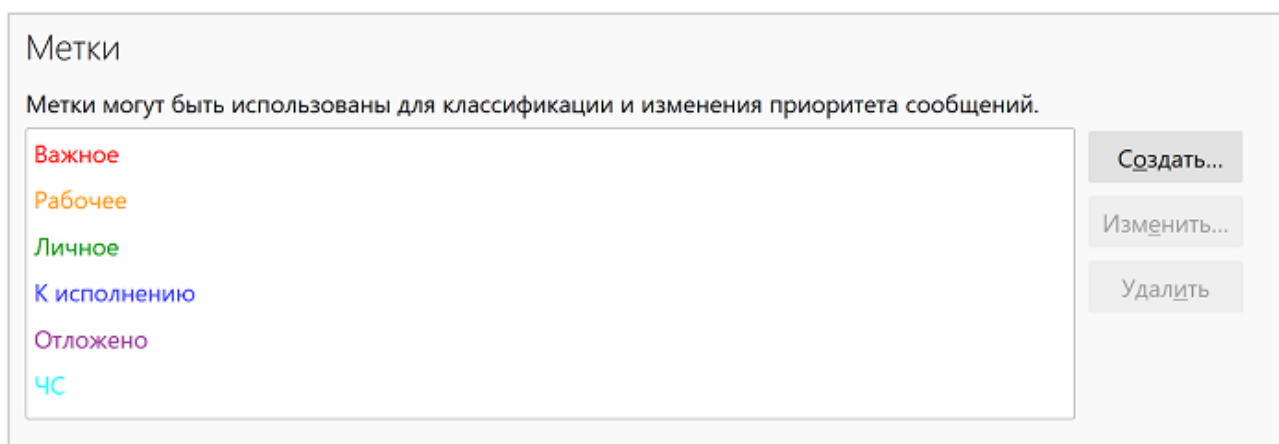 Метки
Метки могут быть использованы для классификации и изменения приоритета сообщений.
Важное
Рабочее
Личное
К исполнению
Отложено
ЧС
Создать...
Изменить...
Удалить